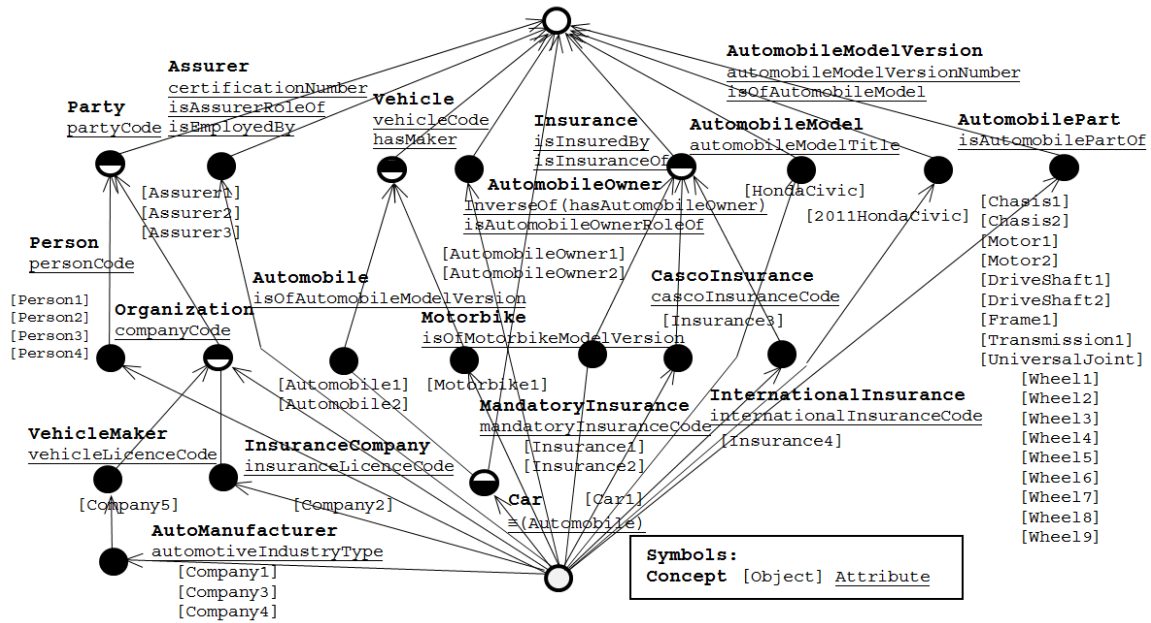 AutomobileModelVersion
automobileModelVersionNumber
isOfAutomobileModel
Assurer
certificationNumber
isAssurerRoleOf
isEmployedBy
Party
partyCode
Vehicle
vehicleCode
hasMaker
Insurance
isInsuredBy
isInsuranceOf
AutomobileModel
automobileModelTitle
AutomobilePart
isAutomobilePartOf
[Assurer1]
[Assurer2]
[Assurer3]
AutomobileOwner
inverseOf(hasAutomobileOwner)
isAutomobileOwnerRoleOf
[AutomobileOwner1]
[AutomobileOwner2]
[HondaCivic]
[2011HondaCivic]
[Chasis1]
[Chasis2]
[Motor1]
[Motor2]
[DriveShaft1]
[DriveShaft2]
[Frame1]
[Transmission1]
[UniversalJoint]
[Wheel1]
[Wheel2]
[Wheel3]
[Wheel4]
[Wheel5]
[Wheel6]
[Wheel7]
[Wheel8]
[Wheel9]
Person
personCode
[Person1]
[Person2]
[Person3]
[Person4]
Organization
companyCode
Automobile
isOfAutomobileModelVersion
[Automobile1]
[Automobile2]
Motorbike
isOfMotorbikeModelVersion
[Motorbike1]
CascoInsurance
cascoInsuranceCode
[Insurance3]
MandatoryInsurance
mandatoryInsuranceCode
[Insurance1]
[Insurance2]
InternationalInsurance
internationalInsuranceCode
[Insurance4]
VehicleMaker
vehicleLicenceCode
[Company5]
InsuranceCompany
insuranceLicenceCode
[Company2]
Car [Car1]
≅(Automobile)
AutoManufacturer
automotiveIndustryType
[Company1]
[Company3]
[Company4]
Symbols:
Concept [Object] Attribute